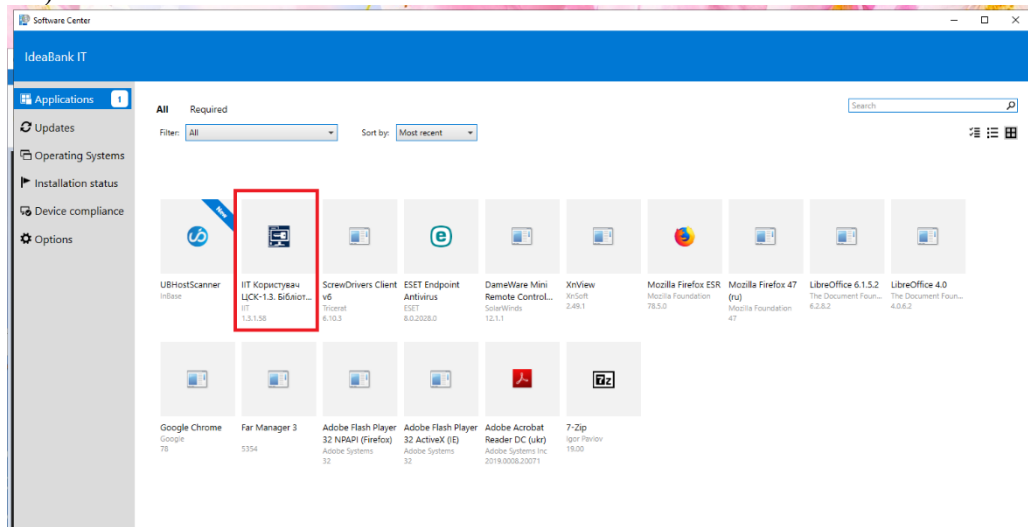 Software Center
IdeaBank IT
Applications 1
Updates
Operating Systems
Installation status
Device compliance
Options
All Required
Search
Filter: All Sort by: Most recent
New
UBHostScanner
InBase
ІІТ Користувач
ЦСК-1.3. Бібліот...
IIT
1.3.1.58
ScrewDrivers Client
v6
Tricerat
6.10.3
ESET Endpoint
Antivirus
ESET
8.0.2028.0
DameWare Mini
Remote Control...
SolarWinds
12.1.1
XnView
XnSoft
2.49.1
Mozilla Firefox ESR
Mozilla Foundation
78.5.0
Mozilla Firefox 47
(ru)
Mozilla Foundation
47
LibreOffice 6.1.5.2
The Document Foun...
6.2.8.2
LibreOffice 4.0
The Document Foun...
4.0.6.2
Google Chrome
Google
78
Far Manager 3
5354
Adobe Flash Player
32 NPAPI (Firefox)
Adobe Systems
32
Adobe Flash Player
32 ActiveX (IE)
Adobe Systems
32
Adobe Acrobat
Reader DC (ukr)
Adobe Systems Inc
2019.0008.20071
7z
7-Zip
Igor Pavlov
19.00